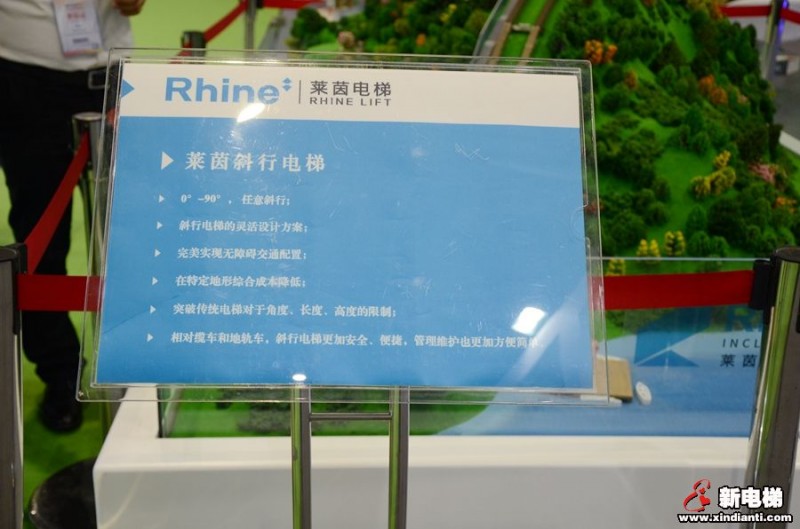 Rhine
莱茵电梯
RHINE LIFT
莱茵斜行电梯
0° ~90° ，任意斜行；
斜行电梯的灵活设计方案；
完美实现无障碍交通配置；
在特定地形综合成本降低；
突破传统电梯对于角度、长度、高度的限制；
相对缆车和地轨车，斜行电梯更加安全、便捷，管理维护也更加方便简单.
INCL
莱茵
新电梯
www.xindianti.com